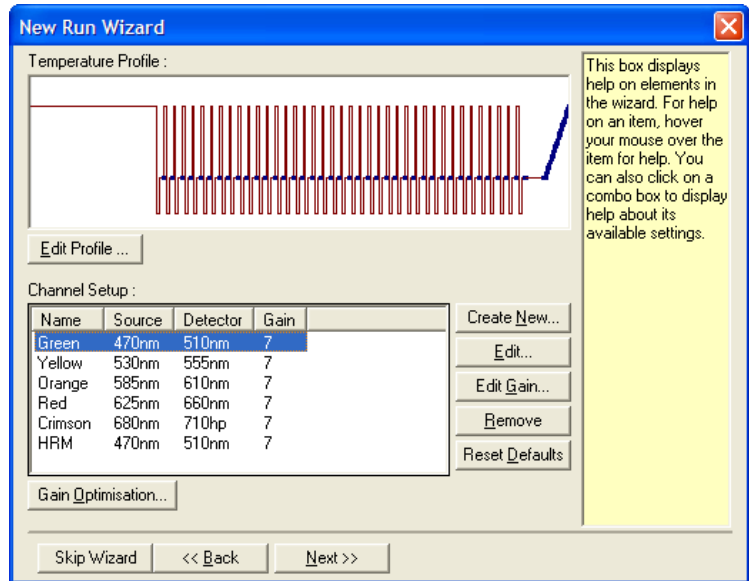 New Run Wizard
Temperature Profile :
Edit Profile ...
Channel Setup :
Name Source Detector Gain
Green 470nm 510nm 7
Yellow 530nm 555nm 7
Orange 585nm 610nm 7
Red 625nm 660nm 7
Crimson 680nm 710hp 7
HRM 470nm 510nm 7
Create New...
Edit...
Edit Gain...
Remove
Reset Defaults
Gain Optimisation...
Skip Wizard << Back Next >>
This box displays
help on elements in
the wizard. For help
on an item, hover
your mouse over the
item for help. You
can also click on a
combo box to display
help about its
available settings.